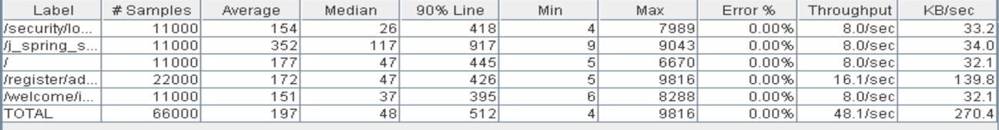 Label # Samples Average Median 90% Line Min Max Error % Throughput KB/sec
/security/lo... 11000 154 26 418 4 7989 0.00% 8.0/sec 33.2
/j_spring_s... 11000 352 117 917 9 9043 0.00% 8.0/sec 34.0
/ 11000 177 47 445 5 6670 0.00% 8.0/sec 32.1
/register/ad... 22000 172 47 426 5 9816 0.00% 16.1/sec 139.8
/welcome/i... 11000 151 37 395 6 8288 0.00% 8.0/sec 32.1
TOTAL 66000 197 48 512 4 9816 0.00% 48.1/sec 270.4